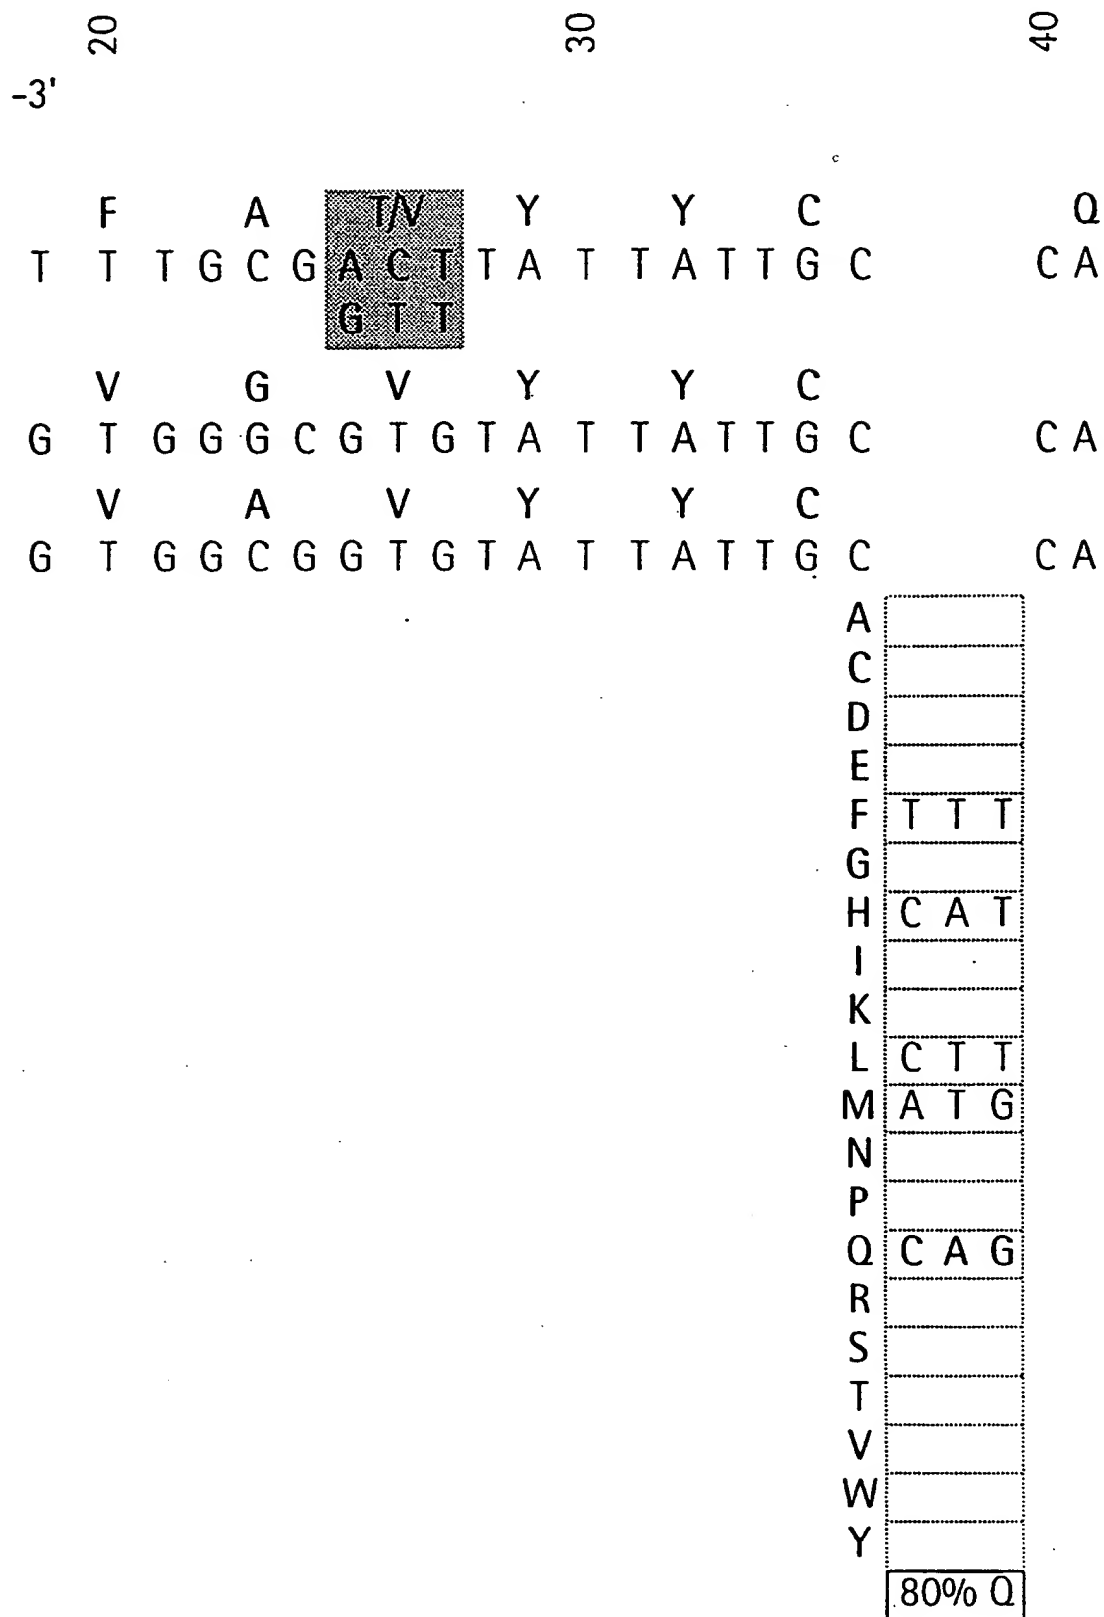 20 30 40
-3'
c
F A T/V Y Y C Q
T T T G C G A C T T A T T A T T G C C A
G T T
V G V Y Y C
G T G G G C G T G T A T T A T T G C C A
V A V Y Y C
G T G G C G G T G T A T T A T T G C C A
A
C
D
E
F T T T
G
H C A T
I
K
L C T T
M A T G
N
P
Q C A G
R
S
T
V
W
Y
80% Q